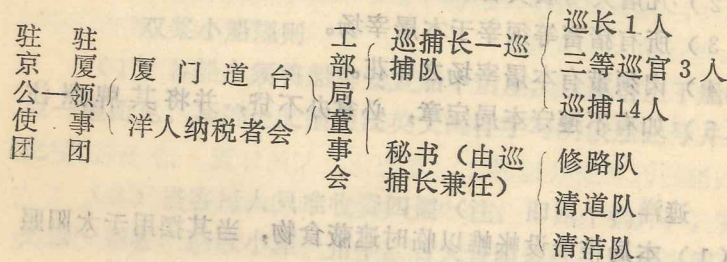 驻京公使团—驻厦领事团
厦门道台
洋人纳税者会
工部局董事会
巡捕长—巡捕队
巡长1人
三等巡官3人
巡捕14人
秘书（由巡捕长兼任）
修路队
清道队
清洁队